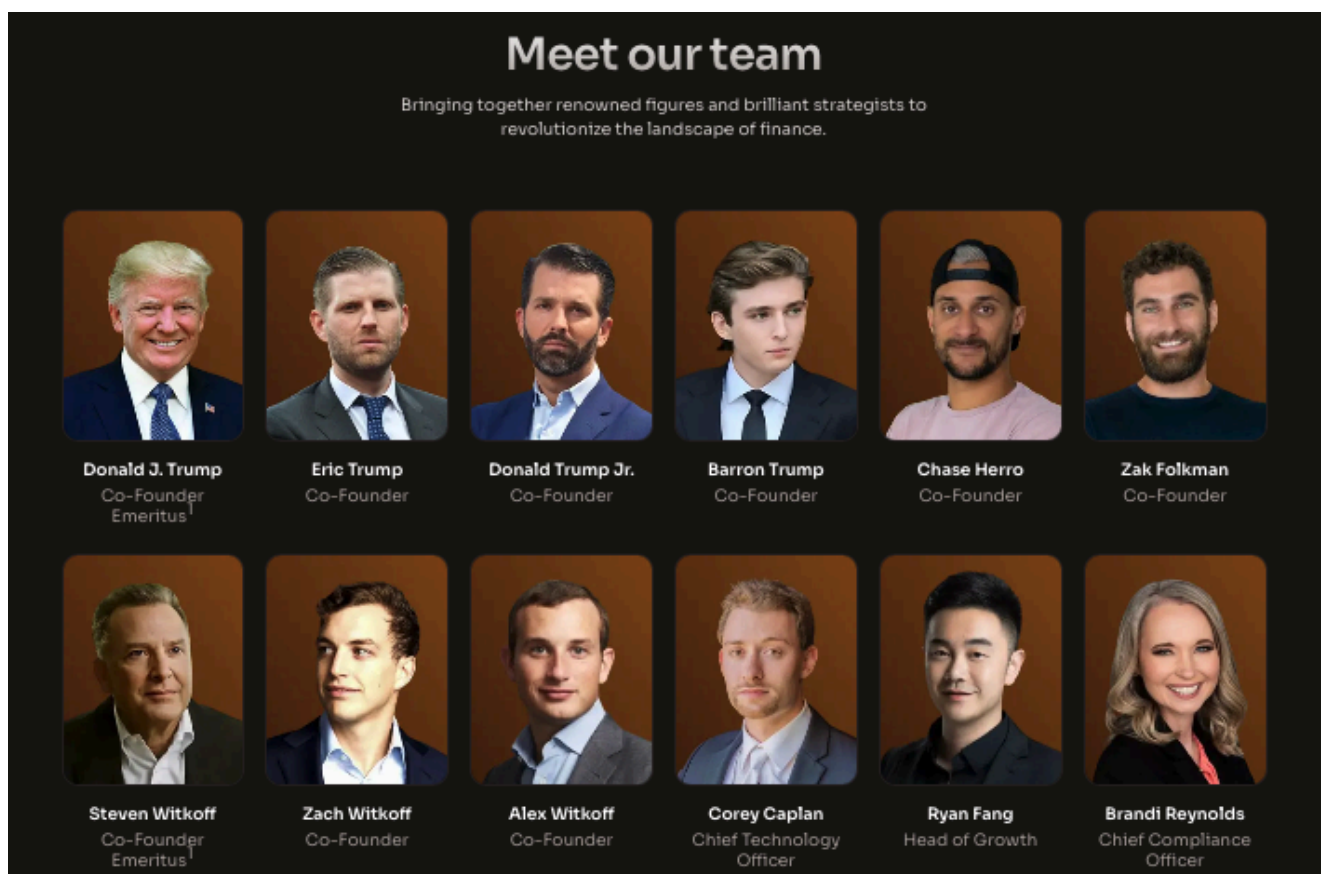 Meet our team
Bringing together renowned figures and brilliant strategists to
revolutionize the landscape of finance.
Donald J. Trump
Co-Founder
Emeritus¹
Eric Trump
Co-Founder
Donald Trump Jr.
Co-Founder
Barron Trump
Co-Founder
Chase Herro
Co-Founder
Zak Folkman
Co-Founder
Steven Witkoff
Co-Founder
Emeritus¹
Zach Witkoff
Co-Founder
Alex Witkoff
Co-Founder
Corey Caplan
Chief Technology
Officer
Ryan Fang
Head of Growth
Brandi Reynolds
Chief Compliance
Officer